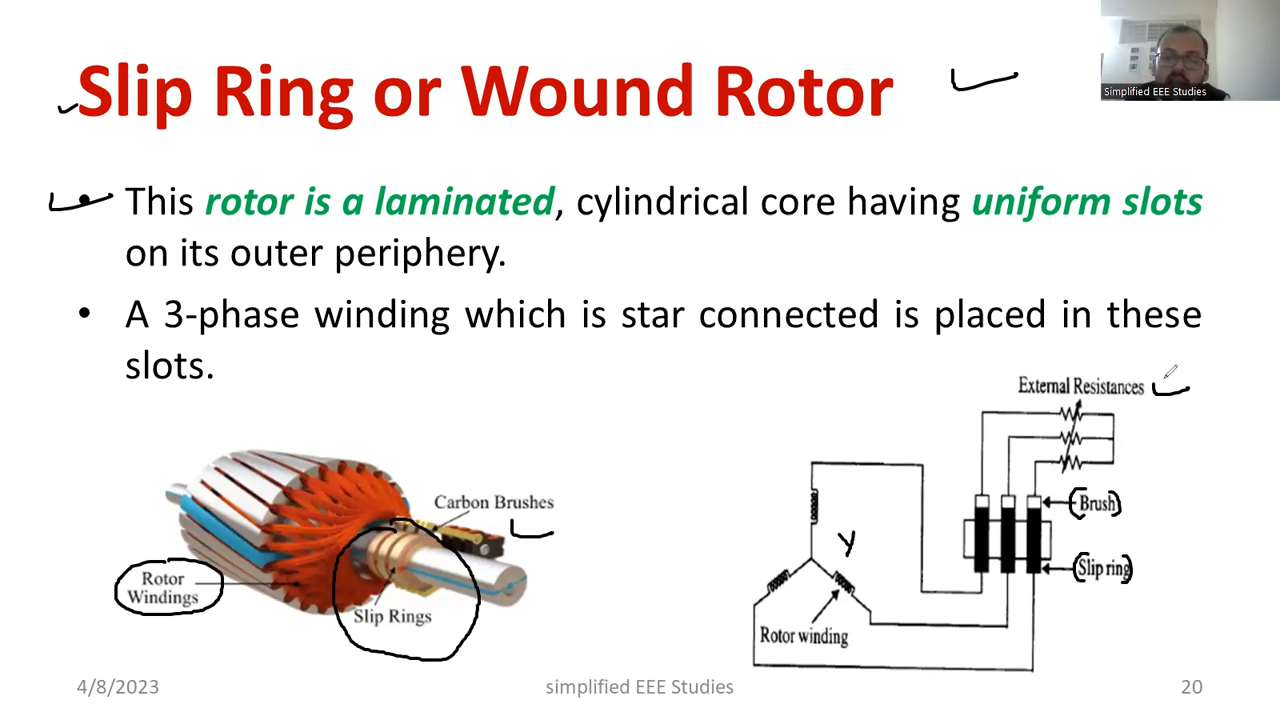 Simplified EEE Studies
Slip Ring or Wound Rotor
• This rotor is a laminated, cylindrical core having uniform slots
on its outer periphery.
• A 3-phase winding which is star connected is placed in these
slots.
External Resistances
Carbon Brushes
Brush
Y
Rotor
Windings
Slip ring
Slip Rings
Rotor winding
4/8/2023
simplified EEE Studies
20